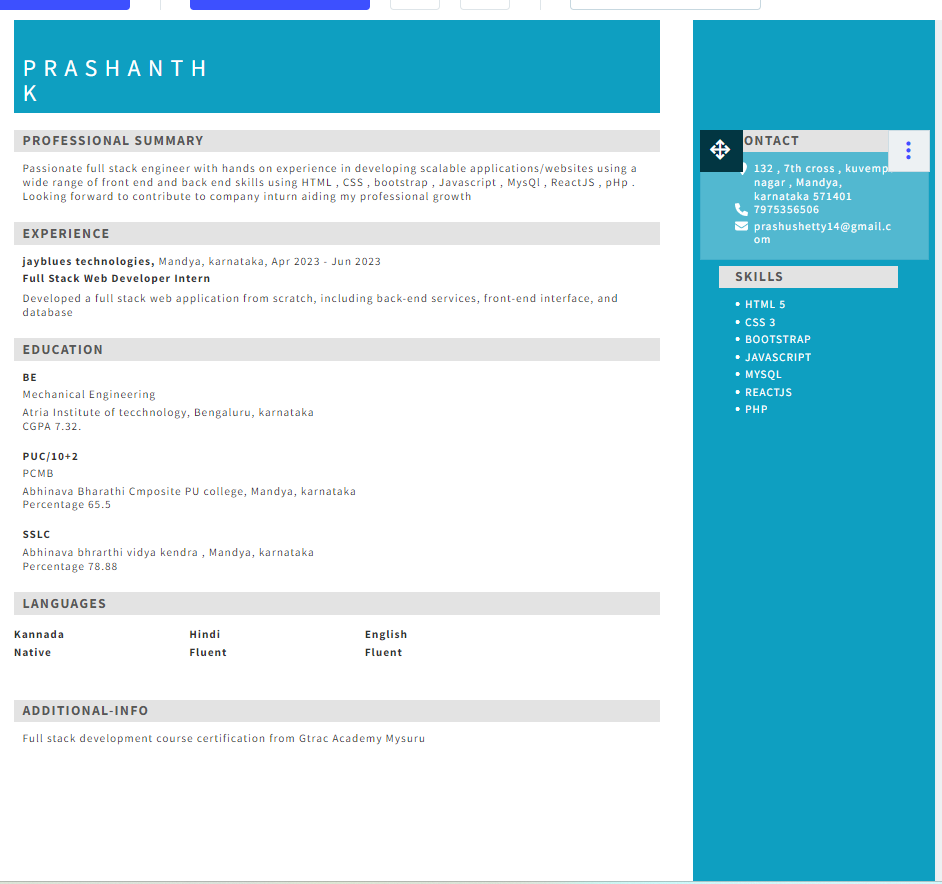 PRASHANTH
K
PROFESSIONAL SUMMARY
Passionate full stack engineer with hands on experience in developing scalable applications/websites using a
wide range of front end and back end skills using HTML , CSS , bootstrap , Javascript , MysQl , ReactJS , pHp .
Looking forward to contribute to company inturn aiding my professional growth
EXPERIENCE
jayblues technologies, Mandya, karnataka, Apr 2023 - Jun 2023
Full Stack Web Developer Intern
Developed a full stack web application from scratch, including back-end services, front-end interface, and
database
EDUCATION
BE
Mechanical Engineering
Atria Institute of tecchnology, Bengaluru, karnataka
CGPA 7.32.
PUC/10+2
PCMB
Abhinava Bharathi Cmposite PU college, Mandya, karnataka
Percentage 65.5
SSLC
Abhinava bhrarthi vidya kendra , Mandya, karnataka
Percentage 78.88
LANGUAGES
Kannada Hindi English
Native Fluent Fluent
ADDITIONAL-INFO
Full stack development course certification from Gtrac Academy Mysuru
ONTACT
132 , 7th cross , kuvemp
nagar , Mandya,
karnataka 571401
7975356506
prashushetty14@gmail.c
om
SKILLS
• HTML 5
• CSS 3
• BOOTSTRAP
• JAVASCRIPT
• MYSQL
• REACTJS
• PHP